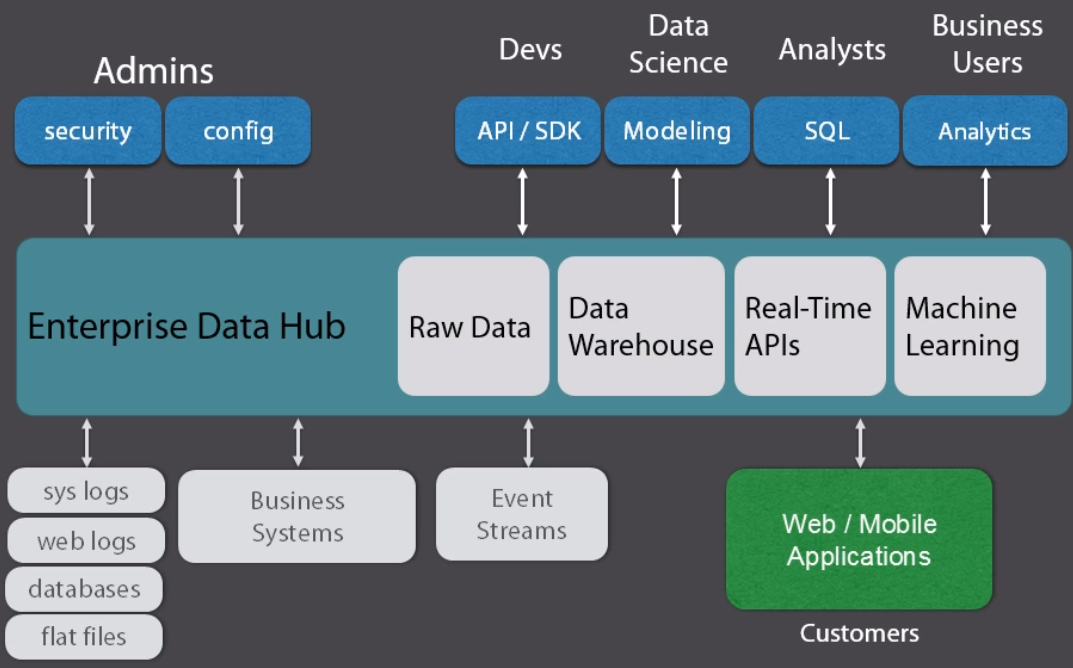 Admins
Devs
Data
Science
Analysts
Business
Users
security
config
API / SDK
Modeling
SQL
Analytics
Enterprise Data Hub
Raw Data
Data
Warehouse
Real-Time
APIs
Machine
Learning
sys logs
web logs
databases
flat files
Business
Systems
Event
Streams
Web / Mobile
Applications
Customers